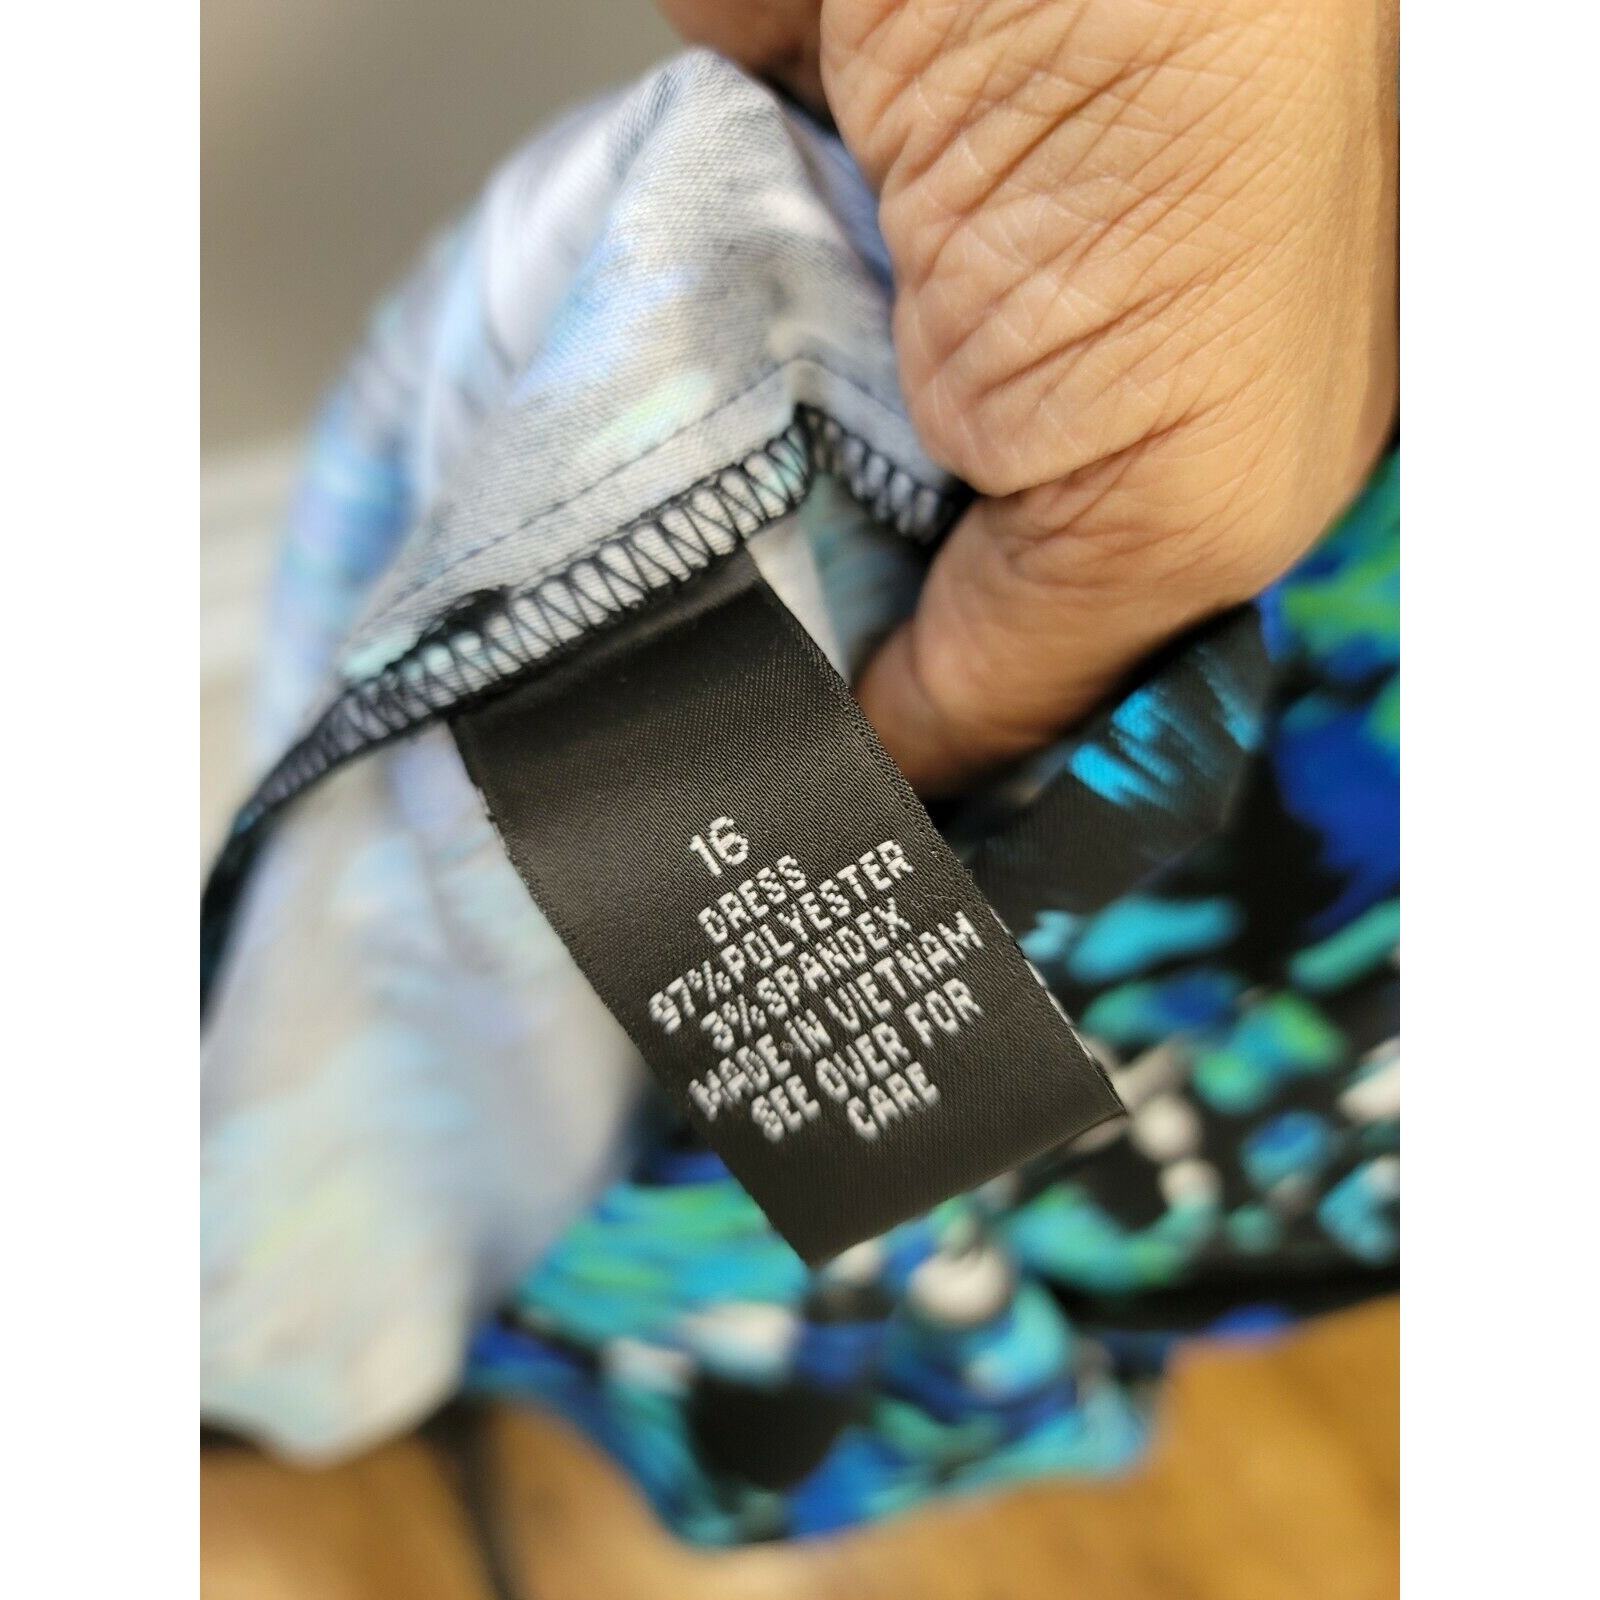 16
DRESS
97%POLYESTER
3%SPANDEX
MADE IN VIETNAM
SEE OVER FOR
CARE